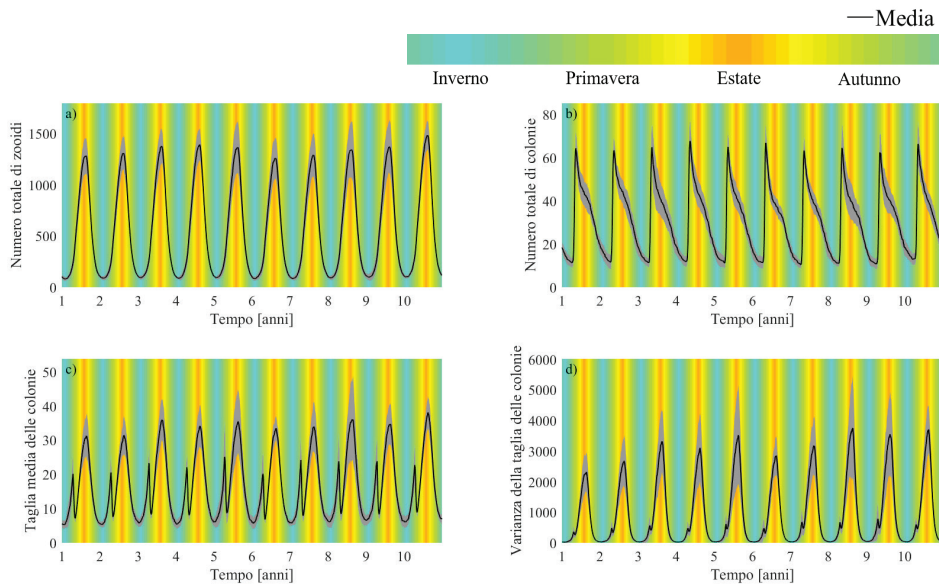 Media
Inverno Primavera Estate Autunno
a)
Numero totale di zooidi
1500
1000
500
0
1 2 3 4 5 6 7 8 9 10
Tempo [anni]
b)
Numero totale di colonie
80
60
40
20
0
1 2 3 4 5 6 7 8 9 10
Tempo [anni]
c)
Taglia media delle colonie
50
40
30
20
10
0
1 2 3 4 5 6 7 8 9 10
Tempo [anni]
d)
Varianza della taglia delle colonie
6000
5000
4000
3000
2000
1000
0
1 2 3 4 5 6 7 8 9 10
Tempo [anni]